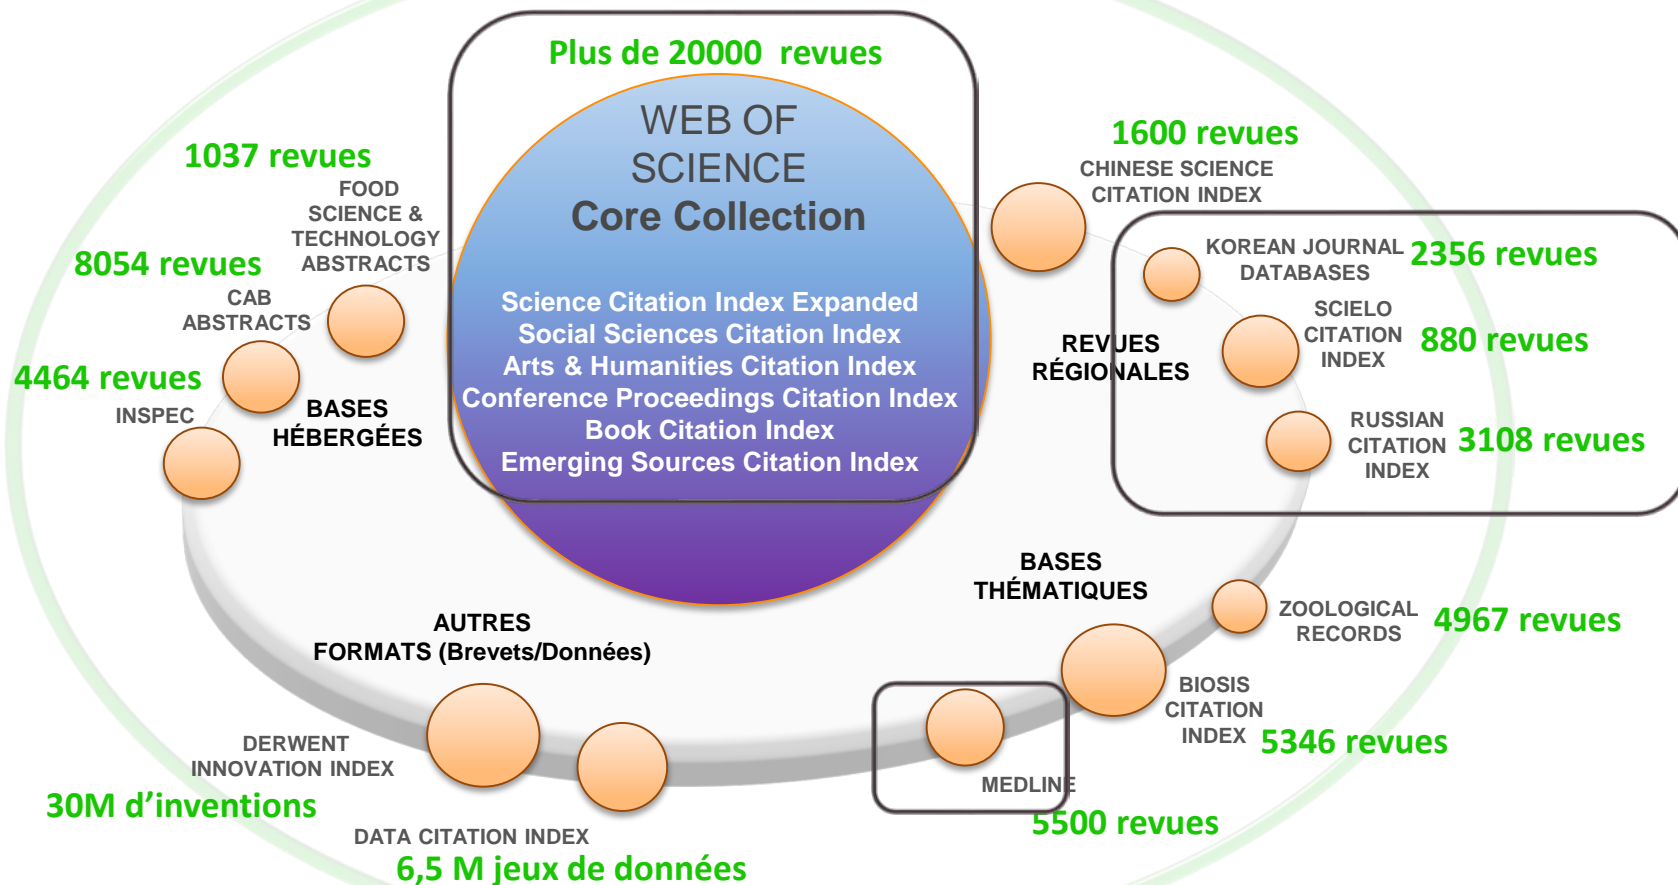 Plus de 20000 revues
WEB OF
SCIENCE
Core Collection
Science Citation Index Expanded
Social Sciences Citation Index
Arts & Humanities Citation Index
Conference Proceedings Citation Index
Book Citation Index
Emerging Sources Citation Index
1037 revues
FOOD
SCIENCE &
TECHNOLOGY
ABSTRACTS
8054 revues
CAB
ABSTRACTS
4464 revues
INSPEC
BASES
HÉBERGÉES
1600 revues
CHINESE SCIENCE
CITATION INDEX
KOREAN JOURNAL
DATABASES
2356 revues
SCIELO
CITATION
INDEX
880 revues
REVUES
RÉGIONALES
RUSSIAN
CITATION
INDEX
3108 revues
BASES
THÉMATIQUES
ZOOLOGICAL
RECORDS
4967 revues
BIOSIS
CITATION
INDEX
5346 revues
MEDLINE
5500 revues
AUTRES
FORMATS (Brevets/Données)
DERWENT
INNOVATION INDEX
30M d’inventions
DATA CITATION INDEX
6,5 M jeux de données